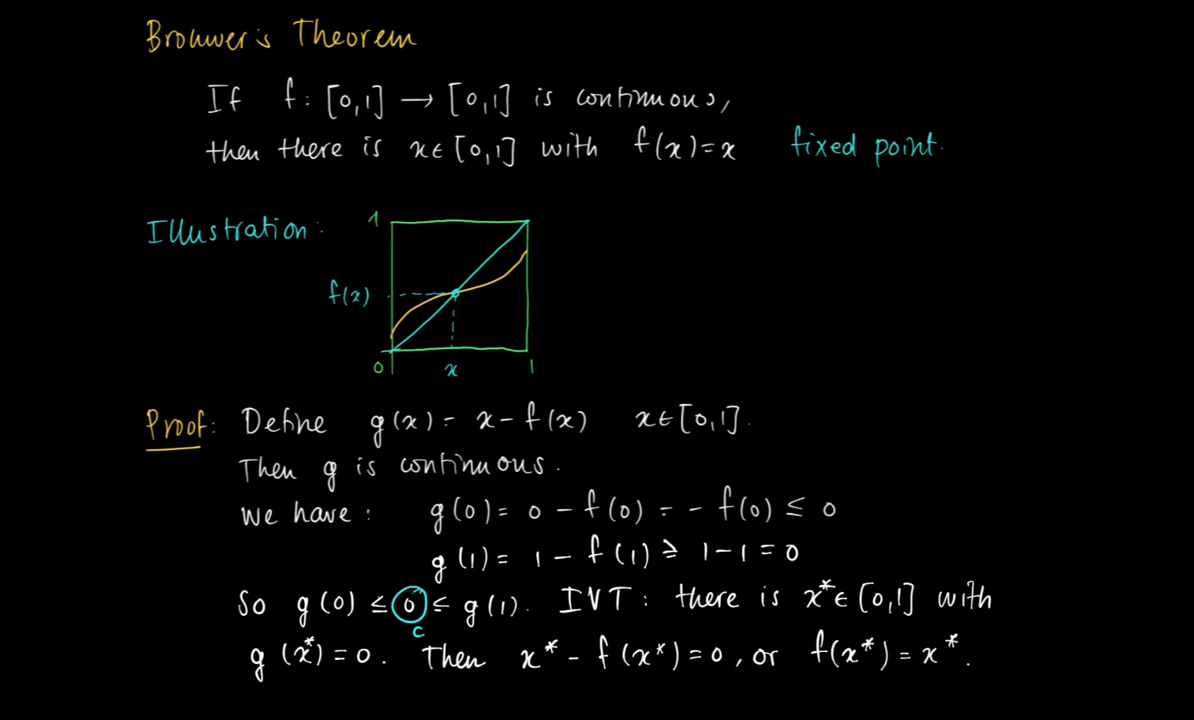 Brouwer's Theorem
If f: [0,1] → [0,1] is continuous,
then there is x∈[0,1] with f(x)=x fixed point.
Illustration:
1
f(x)
0 x 1
Proof: Define g(x) = x - f(x) x∈[0,1].
Then g is continuous.
We have: g(0) = 0 - f(0) = - f(0) ≤ 0
g(1) = 1 - f(1) ≥ 1-1 = 0
So g(0) ≤ 0 ≤ g(1). IVT: there is x*∈[0,1] with
c
g(x*) = 0. Then x* - f(x*) = 0, or f(x*) = x*.